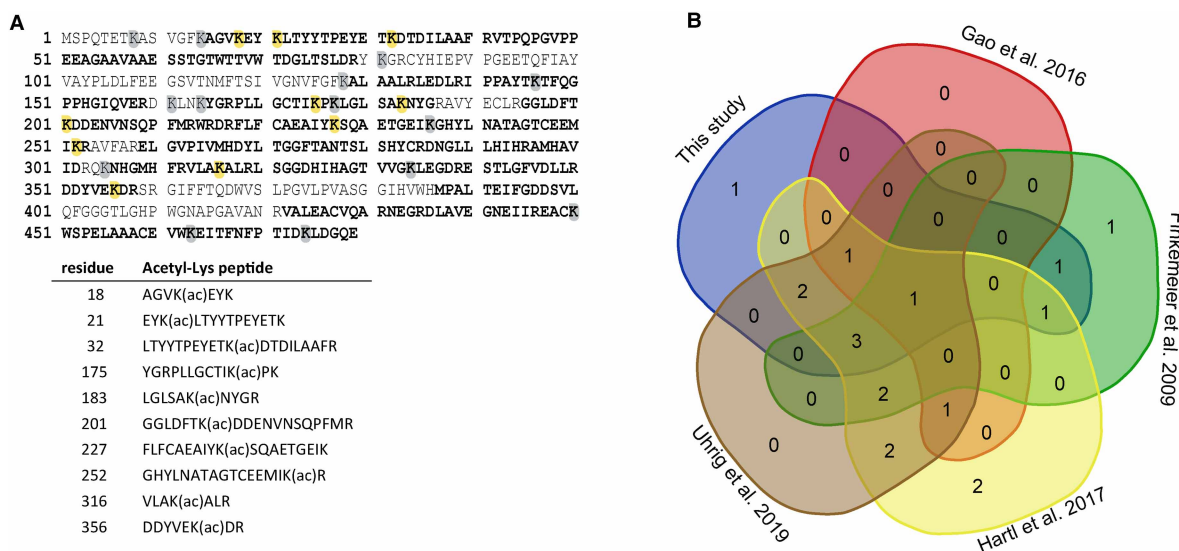 A
1 MSPQTETKAS VGFKAGVKEY KLTYYTPEYE TKDTDILAAF RVTPQPGVPP
51 EEAGAAVAAE SSTGTWTTVW TDGLTSLDRY KGRCYHIEPV PGEETQFIAY
101 VAYPLDLFEE GSVTNMFTSI VGNVFGFKAL AALRLEDLRI PPAYTKTFQG
151 PPHGIQVERD KLNKYGRPLL GCTIKPKLGL SAKNYGRAVY ECLRGGLDFT
201 KDDENVNSQP FMRWRDRFLF CAEAIYKSQA ETGEIKGHYL NATAGTCEEM
251 IKRAVFAREL GVPIVMHDYL TGGFTANTSL SHYCRDNGLL LHIHRAMHAV
301 IDRQKNHGMH FRVLAKALRL SGGDHIHAGT VVGKLEGDRE STLGFVDLLR
351 DDYVEKDRSR GIFFTQDWVS LPGVLPVASG GIHVWHMPAL TEIFGDDSVL
401 QFGGGTLGHP WGNAPGAVAN RVALEACVQA RNEGRDLAVE GNEIIREACK
451 WSPELAAACE VWKEITFNFP TIDKLDGQE
residue Acetyl-Lys peptide
18 AGVK(ac)EYK
21 EYK(ac)LTYYTPEYETK
32 LTYYTPEYETK(ac)DTDILAAFR
175 YGRPLLGCTIK(ac)PK
183 LGLSAK(ac)NYGR
201 GGLDFTK(ac)DDENVNSQPFMR
227 FLFCAEAIYK(ac)SQAETGEIK
252 GHYLNATAGTCEEMIK(ac)R
316 VLAK(ac)ALR
356 DDYVEK(ac)DR
B
This study
Gao et al. 2016
Finkemeier et al. 2009
Hartl et al. 2017
Uhrig et al. 2019
0
0 0
1 0 0 0
0 0 1
0 0 1
1
2 0
0 1 1
3
0 0
0 2 0 0
1
0 2 0
2